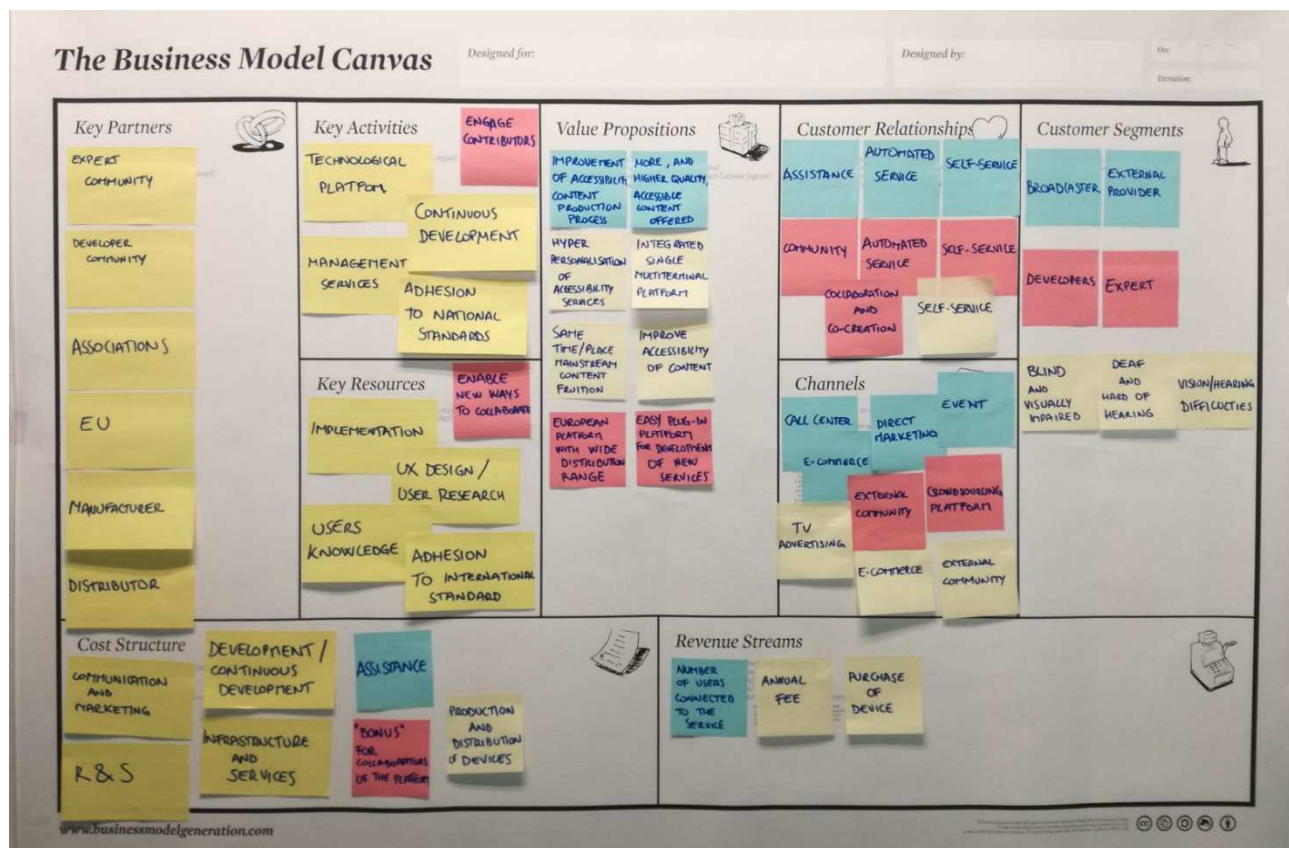 The Business Model Canvas
Designed for:
Designed by:
On:
Iteration:
Key Partners
EXPERT
COMMUNITY
DEVELOPER
COMMUNITY
ASSOCIATIONS
EU
MANUFACTURER
DISTRIBUTOR
Key Activities
ENGAGE
CONTRIBUTORS
TECHNOLOGICAL
PLATFORM
CONTINUOUS
DEVELOPMENT
MANAGEMENT
SERVICES
ADHESION
TO NATIONAL
STANDARDS
Key Resources
ENABLE
NEW WAYS
TO COLLABORATE
IMPLEMENTATION
UX DESIGN /
USER RESEARCH
USERS
KNOWLEDGE
ADHESION
TO INTERNATIONAL
STANDARD
Value Propositions
IMPROVEMENT
OF ACCESSIBILITY
CONTENT
PRODUCTION
PROCESS
MORE, AND
HIGHER QUALITY,
ACCESSIBLE
CONTENT
OFFERED
HYPER
PERSONALISATION
OF
ACCESSIBILITY
SERVICES
INTEGRATED
SINGLE
MULTITERMINAL
PLATFORM
SAME
TIME/PLACE
MAINSTREAM
CONTENT
FRUITION
IMPROVE
ACCESSIBILITY
OF CONTENT
EUROPEAN
PLATFORM
WITH WIDE
DISTRIBUTION
RANGE
EASY PLUG-IN
PLATFORM
FOR DEVELOPMENT
OF NEW
SERVICES
Customer Relationships
ASSISTANCE
AUTOMATED
SERVICE
SELF-SERVICE
COMMUNITY
AUTOMATED
SERVICE
SELF-SERVICE
COLLABORATION
AND
CO-CREATION
SELF-SERVICE
Channels
CALL CENTER
DIRECT
MARKETING
EVENT
E-COMMERCE
EXTERNAL
COMMUNITY
CROWDSOURCING
PLATFORM
TV
ADVERTISING
E-COMMERCE
EXTERNAL
COMMUNITY
Customer Segments
BROADCASTER
EXTERNAL
PROVIDER
DEVELOPERS
EXPERT
BLIND
AND
VISUALLY
IMPAIRED
DEAF
AND
HARD OF
HEARING
VISION/HEARING
DIFFICULTIES
Cost Structure
COMMUNICATION
AND
MARKETING
DEVELOPMENT /
CONTINUOUS
DEVELOPMENT
ASSISTANCE
R & S
INFRASTRUCTURE
AND
SERVICES
"BONUS"
FOR
COLLABORATORS
OF THE PLATFORM
PRODUCTION
AND
DISTRIBUTION
OF DEVICES
Revenue Streams
NUMBER
OF USERS
CONNECTED
TO THE
SERVICE
ANNUAL
FEE
PURCHASE
OF
DEVICE
www.businessmodelgeneration.com